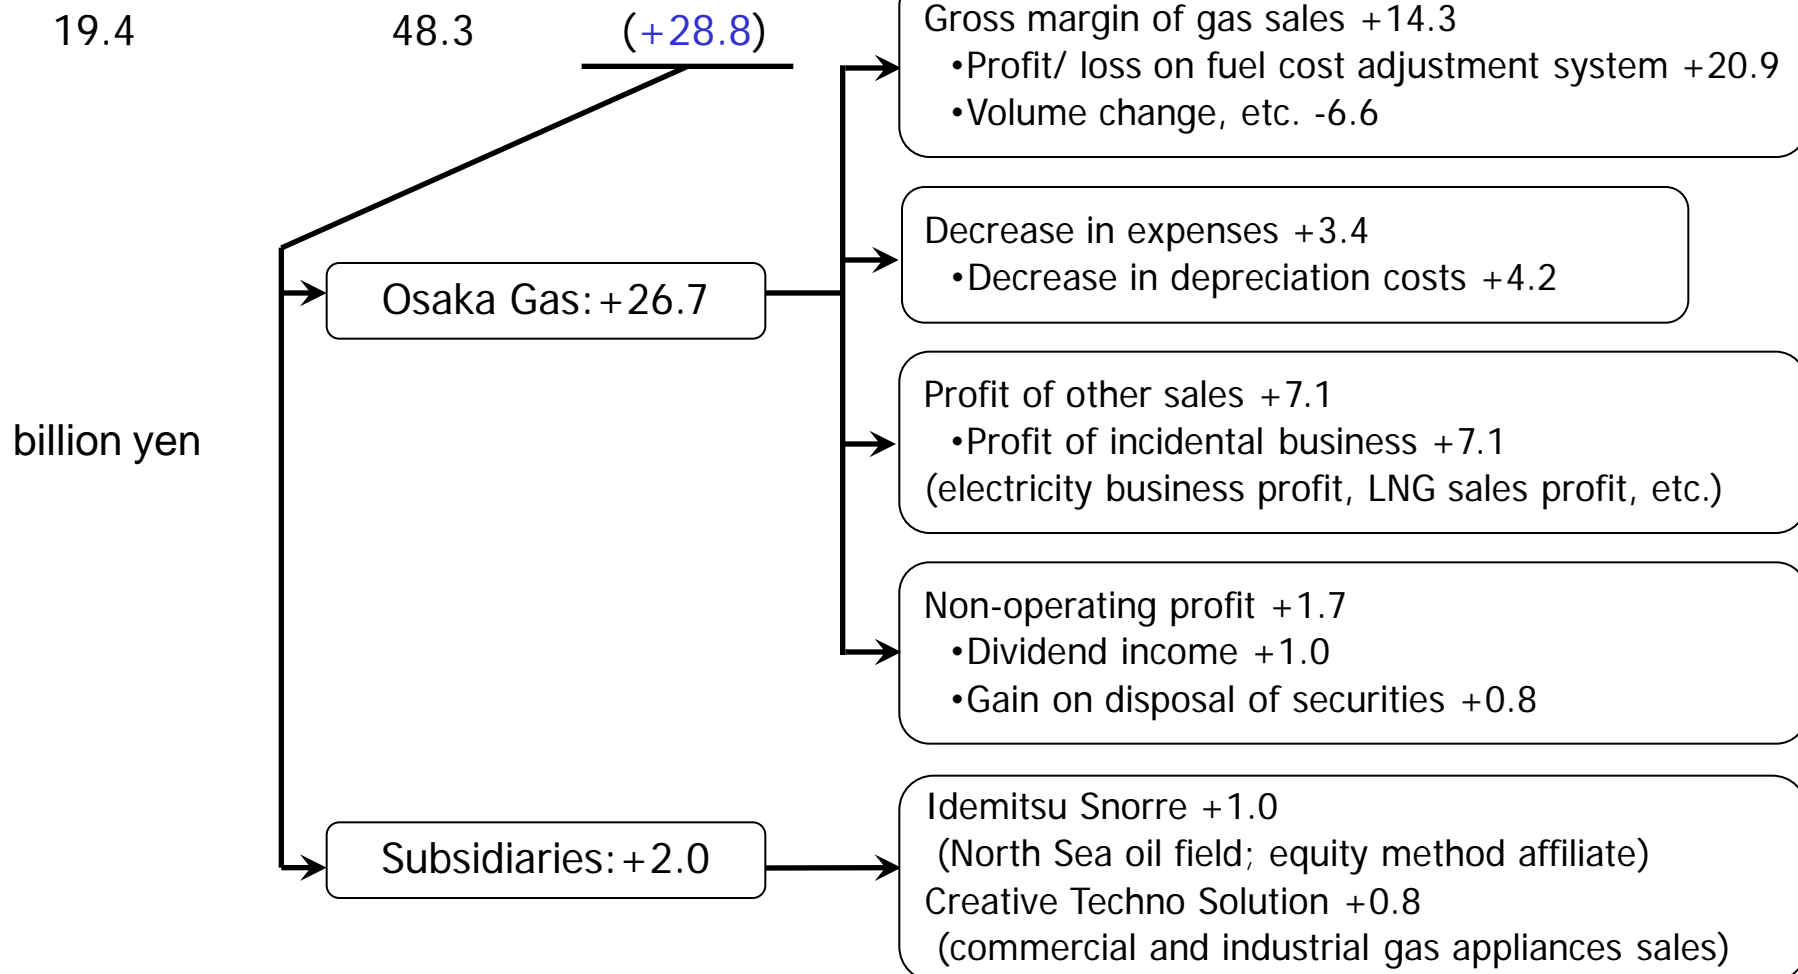 19.4 48.3 (+28.8)
Gross margin of gas sales +14.3
•Profit/ loss on fuel cost adjustment system +20.9
•Volume change, etc. -6.6
Decrease in expenses +3.4
•Decrease in depreciation costs +4.2
Osaka Gas:+26.7
Profit of other sales +7.1
•Profit of incidental business +7.1
(electricity business profit, LNG sales profit, etc.)
billion yen
Non-operating profit +1.7
•Dividend income +1.0
•Gain on disposal of securities +0.8
Subsidiaries:+2.0
Idemitsu Snorre +1.0
(North Sea oil field; equity method affiliate)
Creative Techno Solution +0.8
(commercial and industrial gas appliances sales)